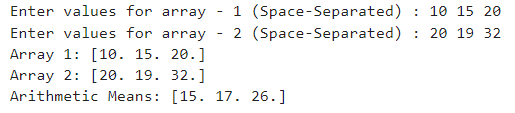 Enter values for array - 1 (Space-Separated) : 10 15 20
Enter values for array - 2 (Space-Separated) : 20 19 32
Array 1: [10. 15. 20.]
Array 2: [20. 19. 32.]
Arithmetic Means: [15. 17. 26.]